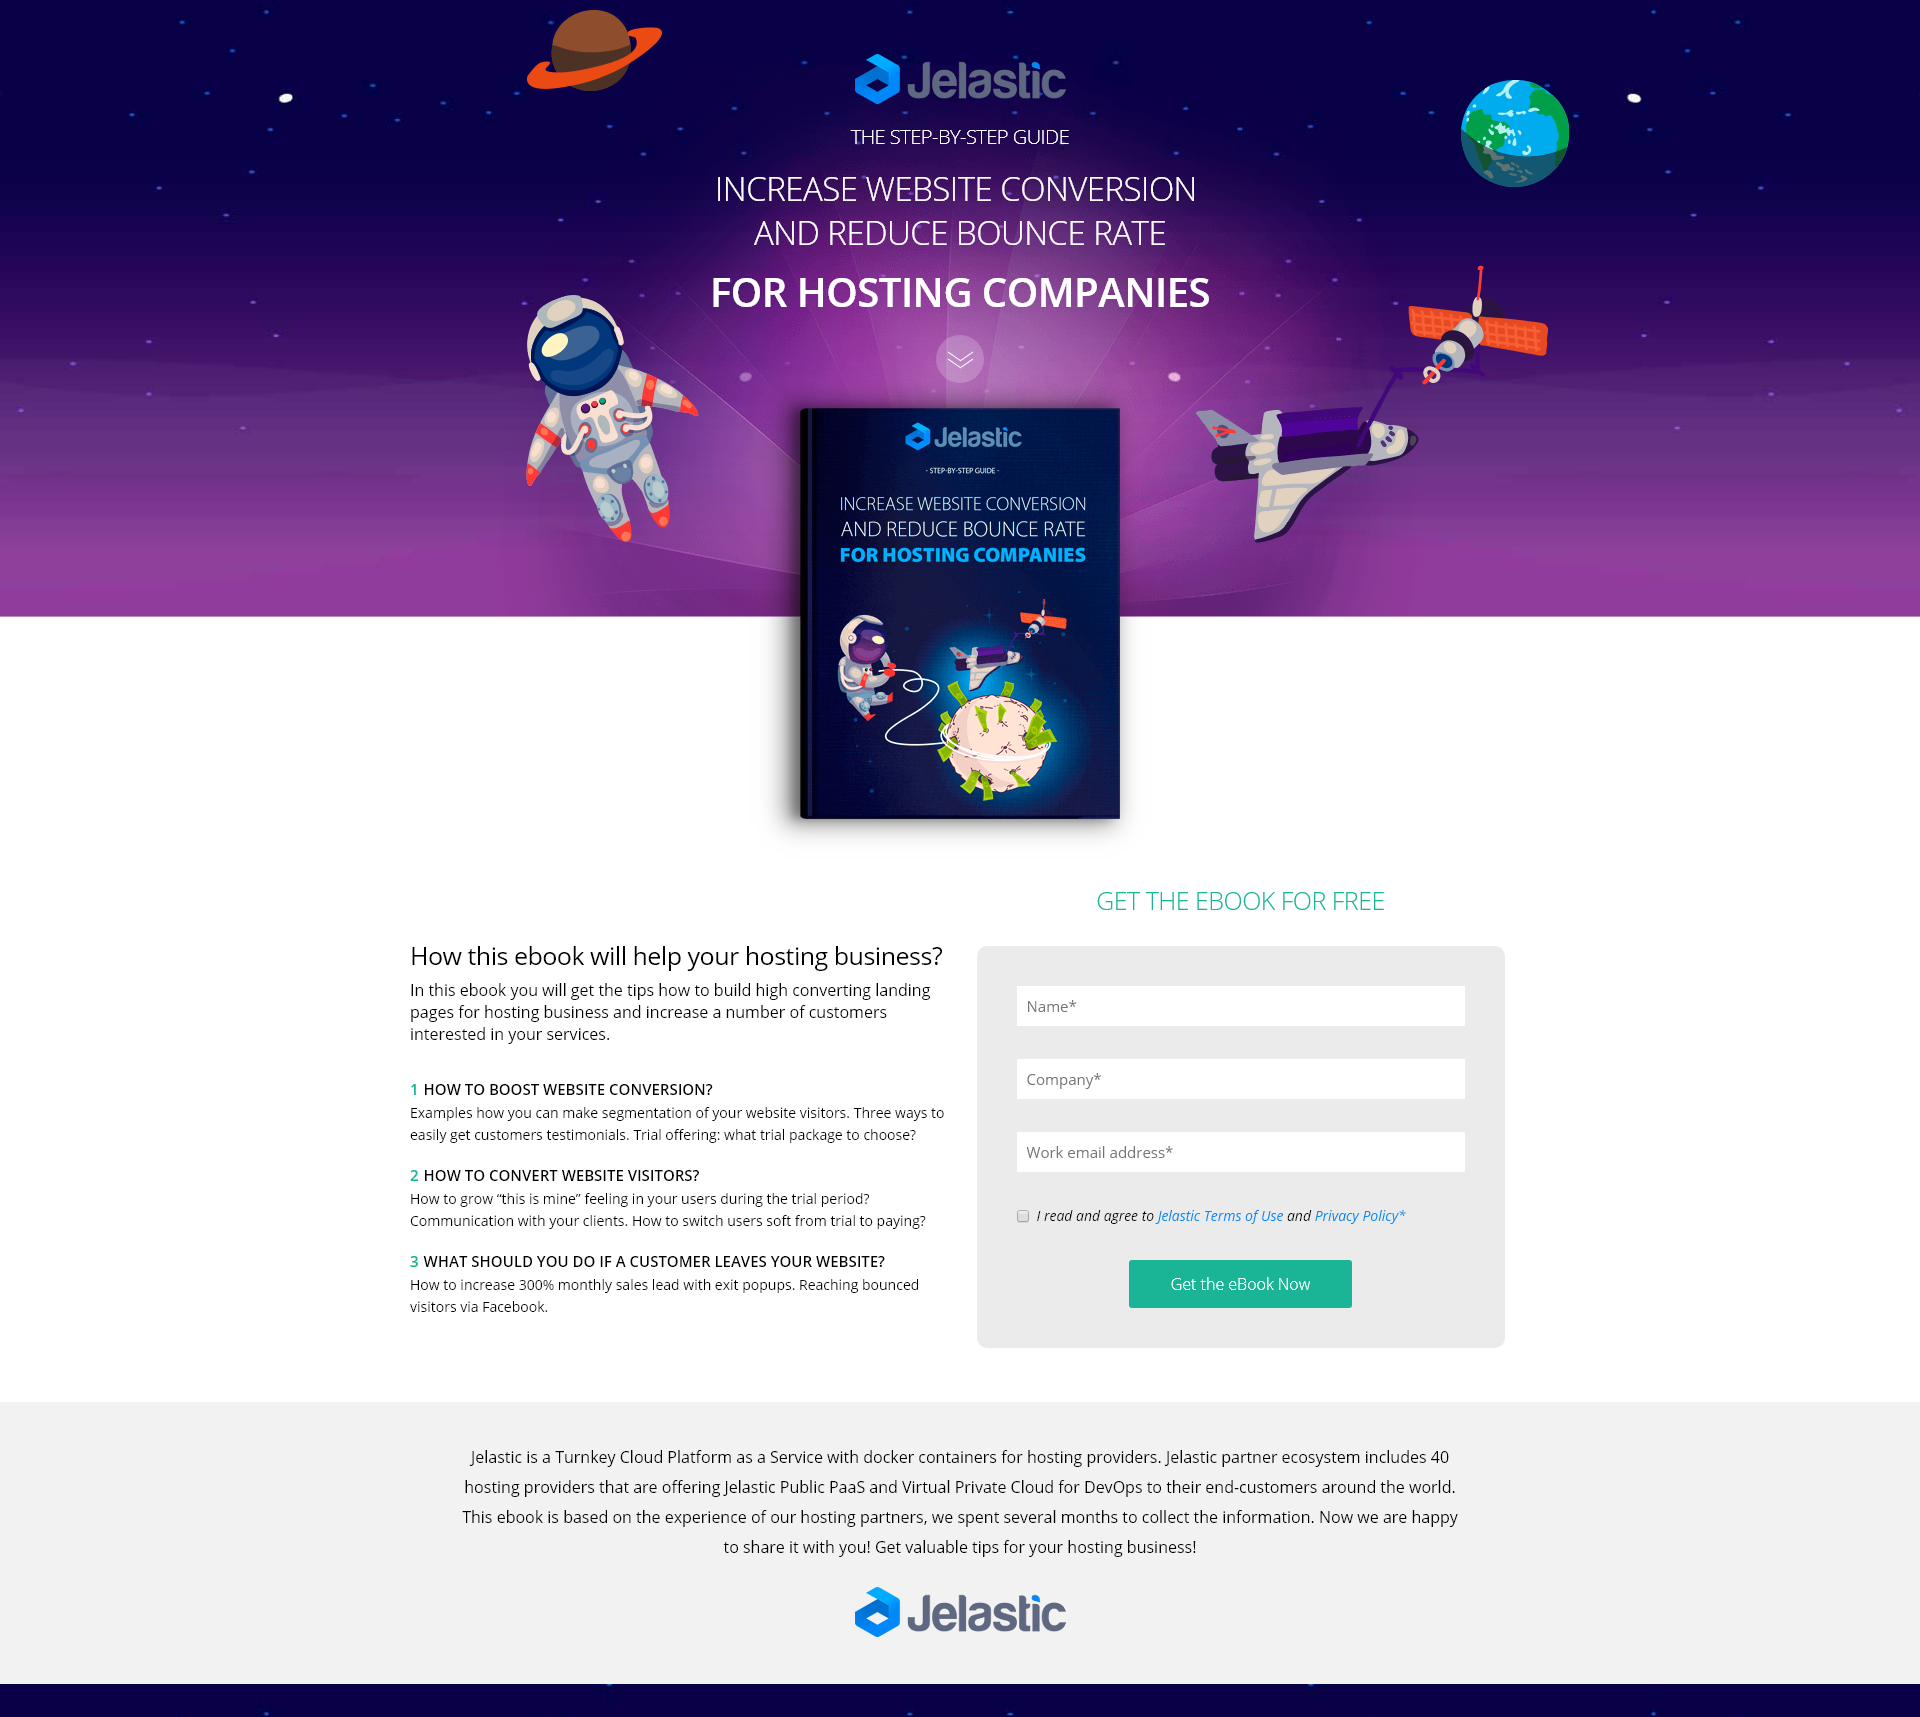 Jelastic
THE STEP-BY-STEP GUIDE
INCREASE WEBSITE CONVERSION
AND REDUCE BOUNCE RATE
FOR HOSTING COMPANIES
Jelastic
- STEP-BY-STEP GUIDE -
INCREASE WEBSITE CONVERSION
AND REDUCE BOUNCE RATE
FOR HOSTING COMPANIES
How this ebook will help your hosting business?
In this ebook you will get the tips how to build high converting landing
pages for hosting business and increase a number of customers
interested in your services.
1 HOW TO BOOST WEBSITE CONVERSION?
Examples how you can make segmentation of your website visitors. Three ways to
easily get customers testimonials. Trial offering: what trial package to choose?
2 HOW TO CONVERT WEBSITE VISITORS?
How to grow “this is mine” feeling in your users during the trial period?
Communication with your clients. How to switch users soft from trial to paying?
3 WHAT SHOULD YOU DO IF A CUSTOMER LEAVES YOUR WEBSITE?
How to increase 300% monthly sales lead with exit popups. Reaching bounced
visitors via Facebook.
GET THE EBOOK FOR FREE
Name*
Company*
Work email address*
I read and agree to Jelastic Terms of Use and Privacy Policy*
Get the eBook Now
Jelastic is a Turnkey Cloud Platform as a Service with docker containers for hosting providers. Jelastic partner ecosystem includes 40
hosting providers that are offering Jelastic Public PaaS and Virtual Private Cloud for DevOps to their end-customers around the world.
This ebook is based on the experience of our hosting partners, we spent several months to collect the information. Now we are happy
to share it with you! Get valuable tips for your hosting business!
Jelastic